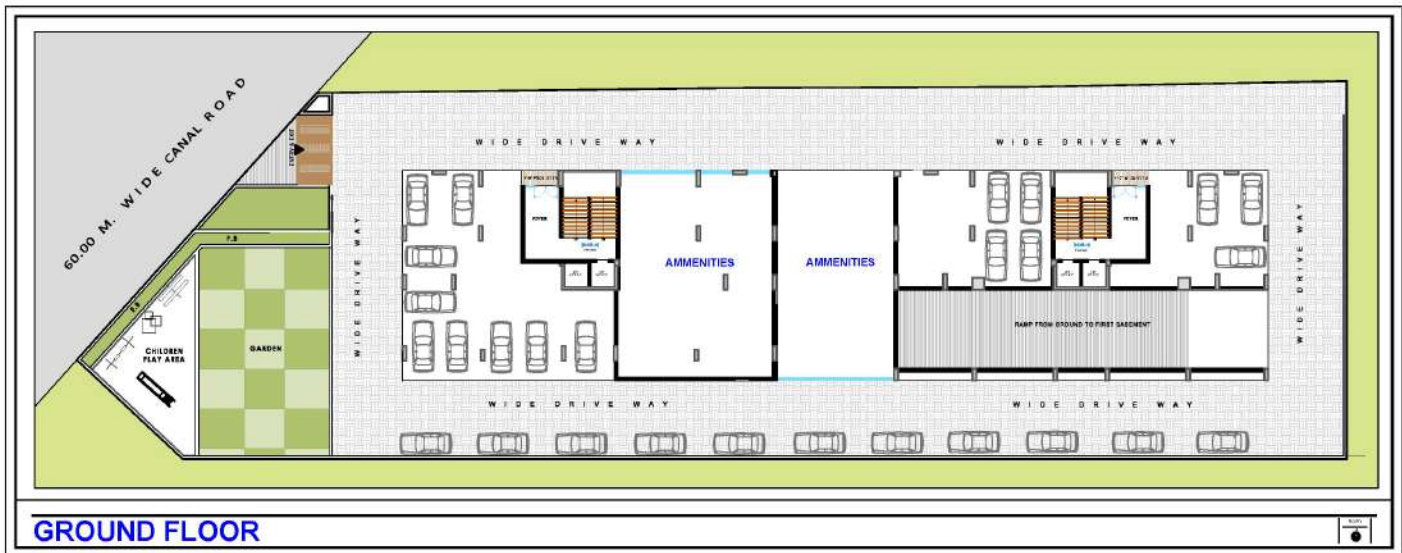 60.00 M. WIDE CANAL ROAD
ENTRY & EXIT
WIDE DRIVE WAY
WIDE DRIVE WAY
WIDE DRIVE WAY
WIDE DRIVE WAY
FOYER
FOYER
AMMENITIES
AMMENITIES
P.B
P.B
CHILDREN
PLAY AREA
GARDEN
RAMP FROM GROUND TO FIRST BASEMENT
WIDE DRIVE WAY
WIDE DRIVE WAY
GROUND FLOOR